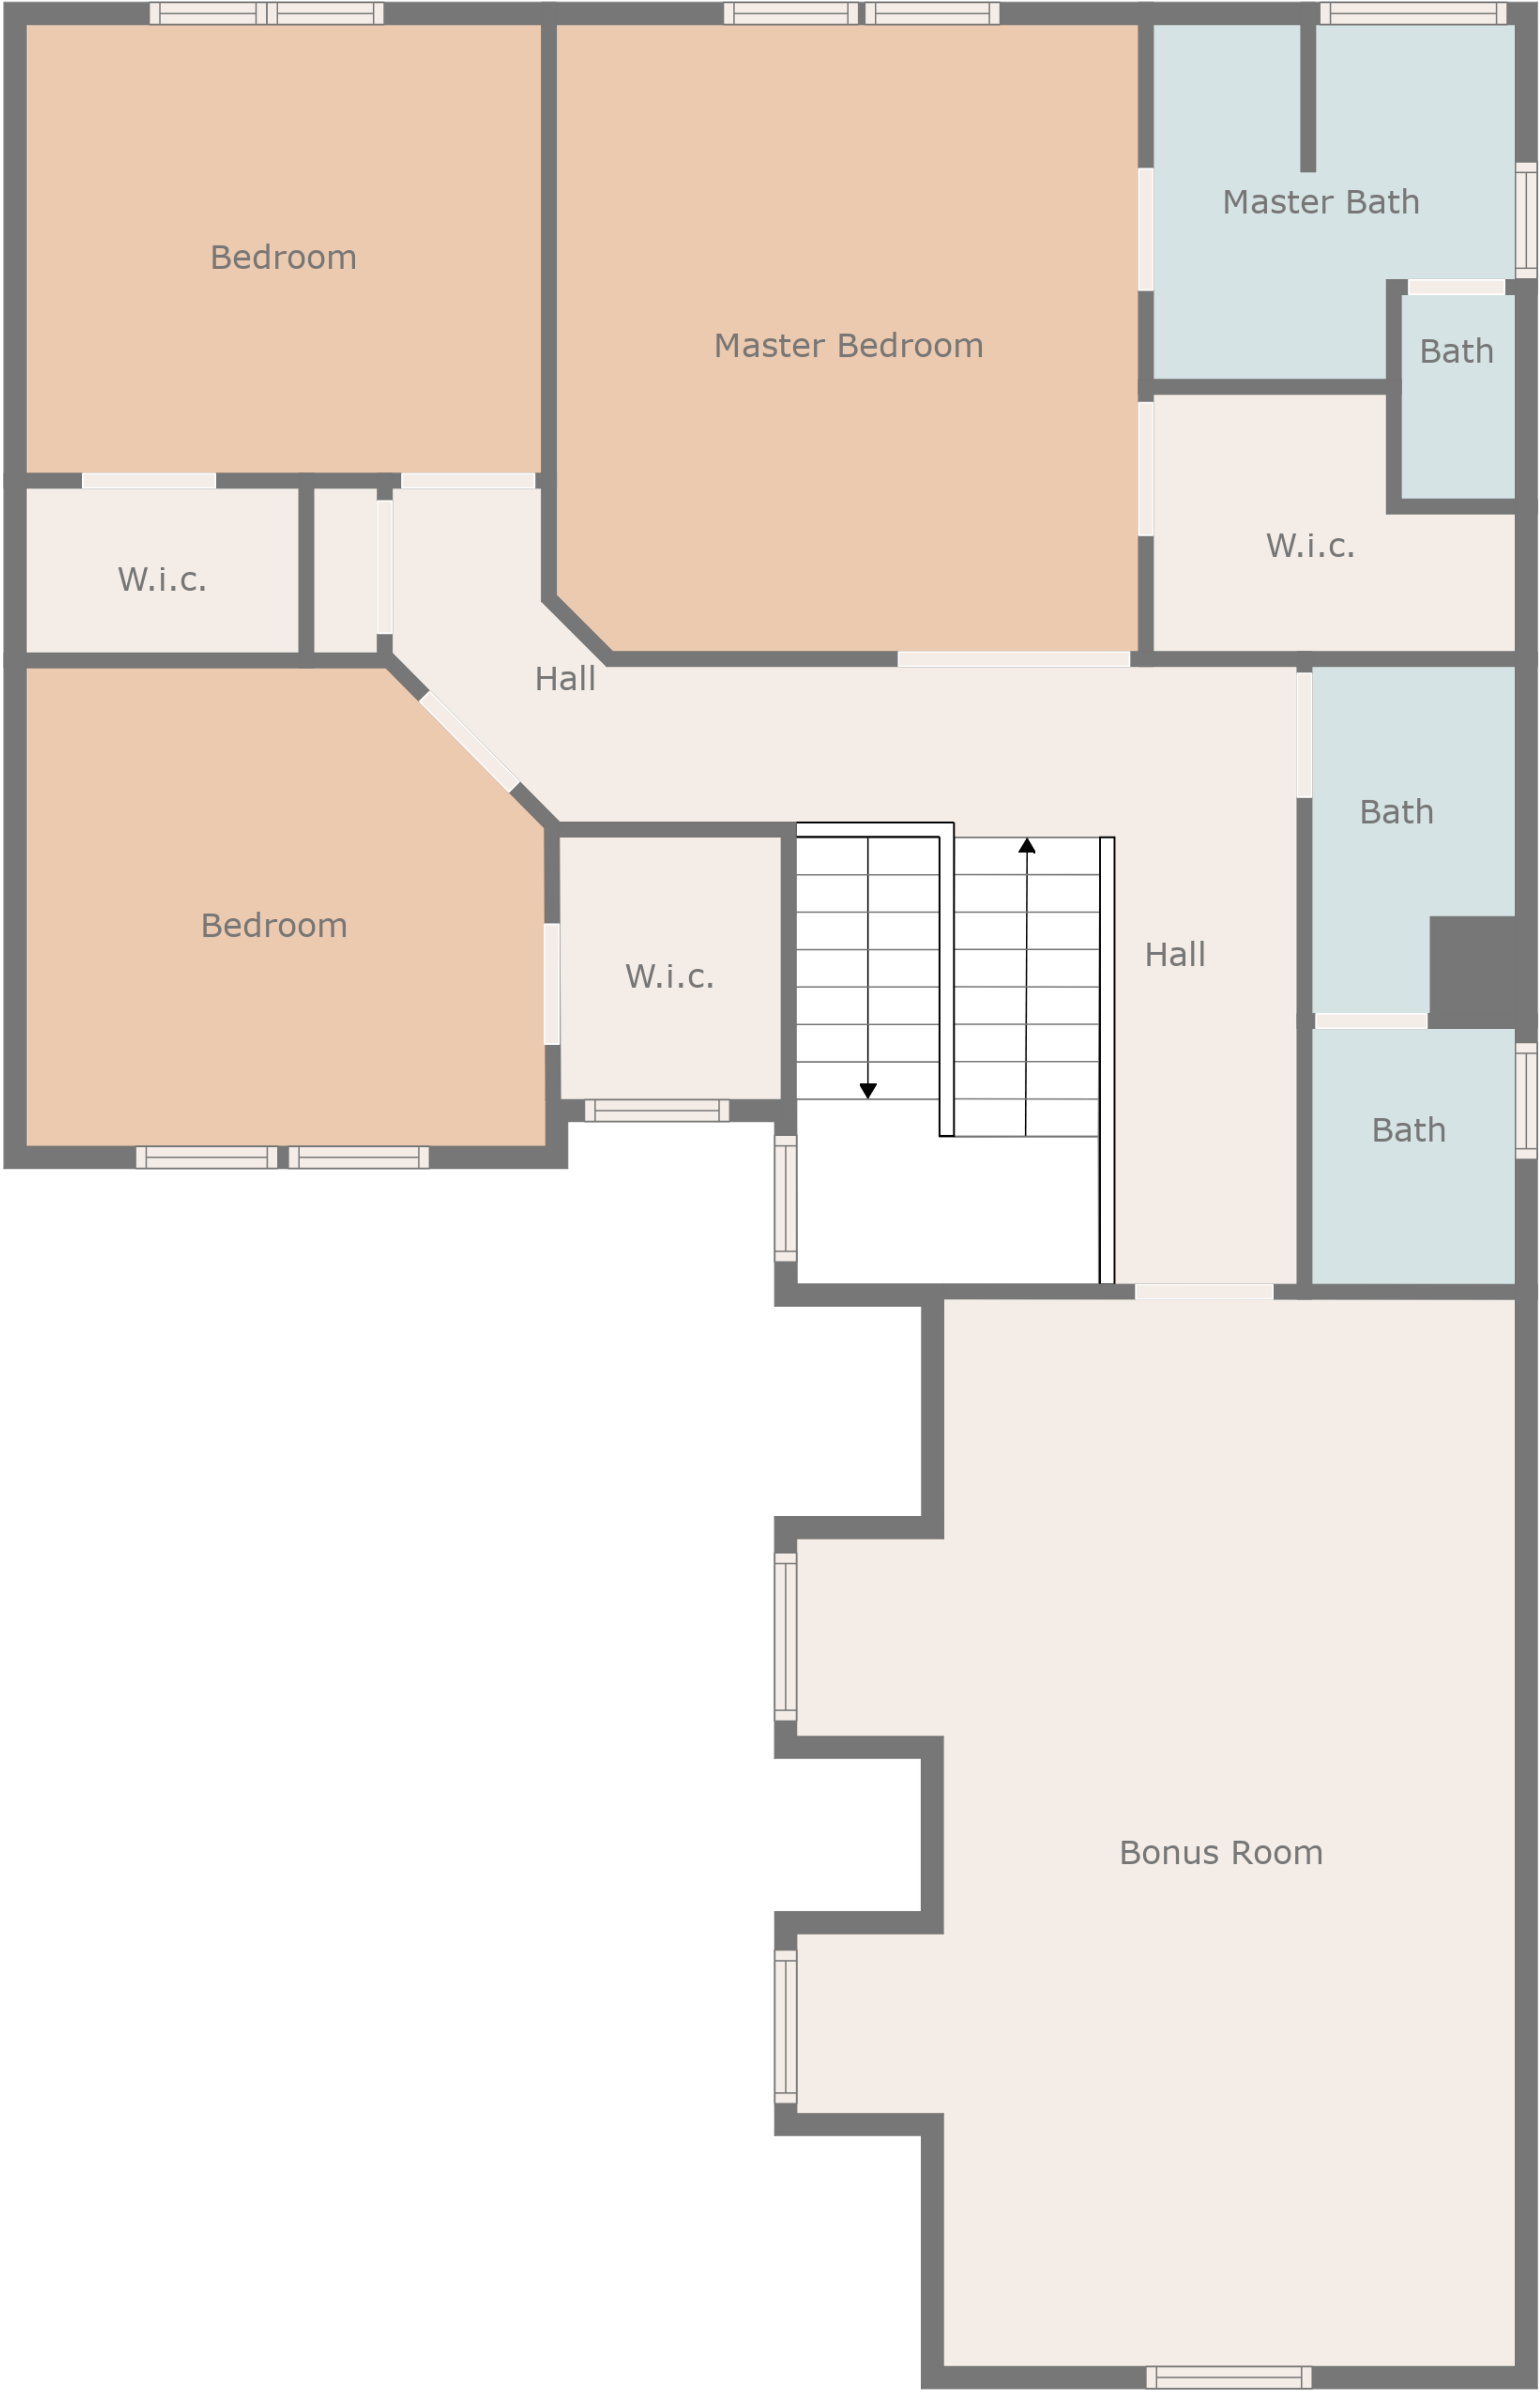 Master Bath
Bedroom
Master Bedroom
Bath
W.i.c.
W.i.c.
Hall
Bath
Bedroom
Hall
W.i.c.
Bath
Bonus Room